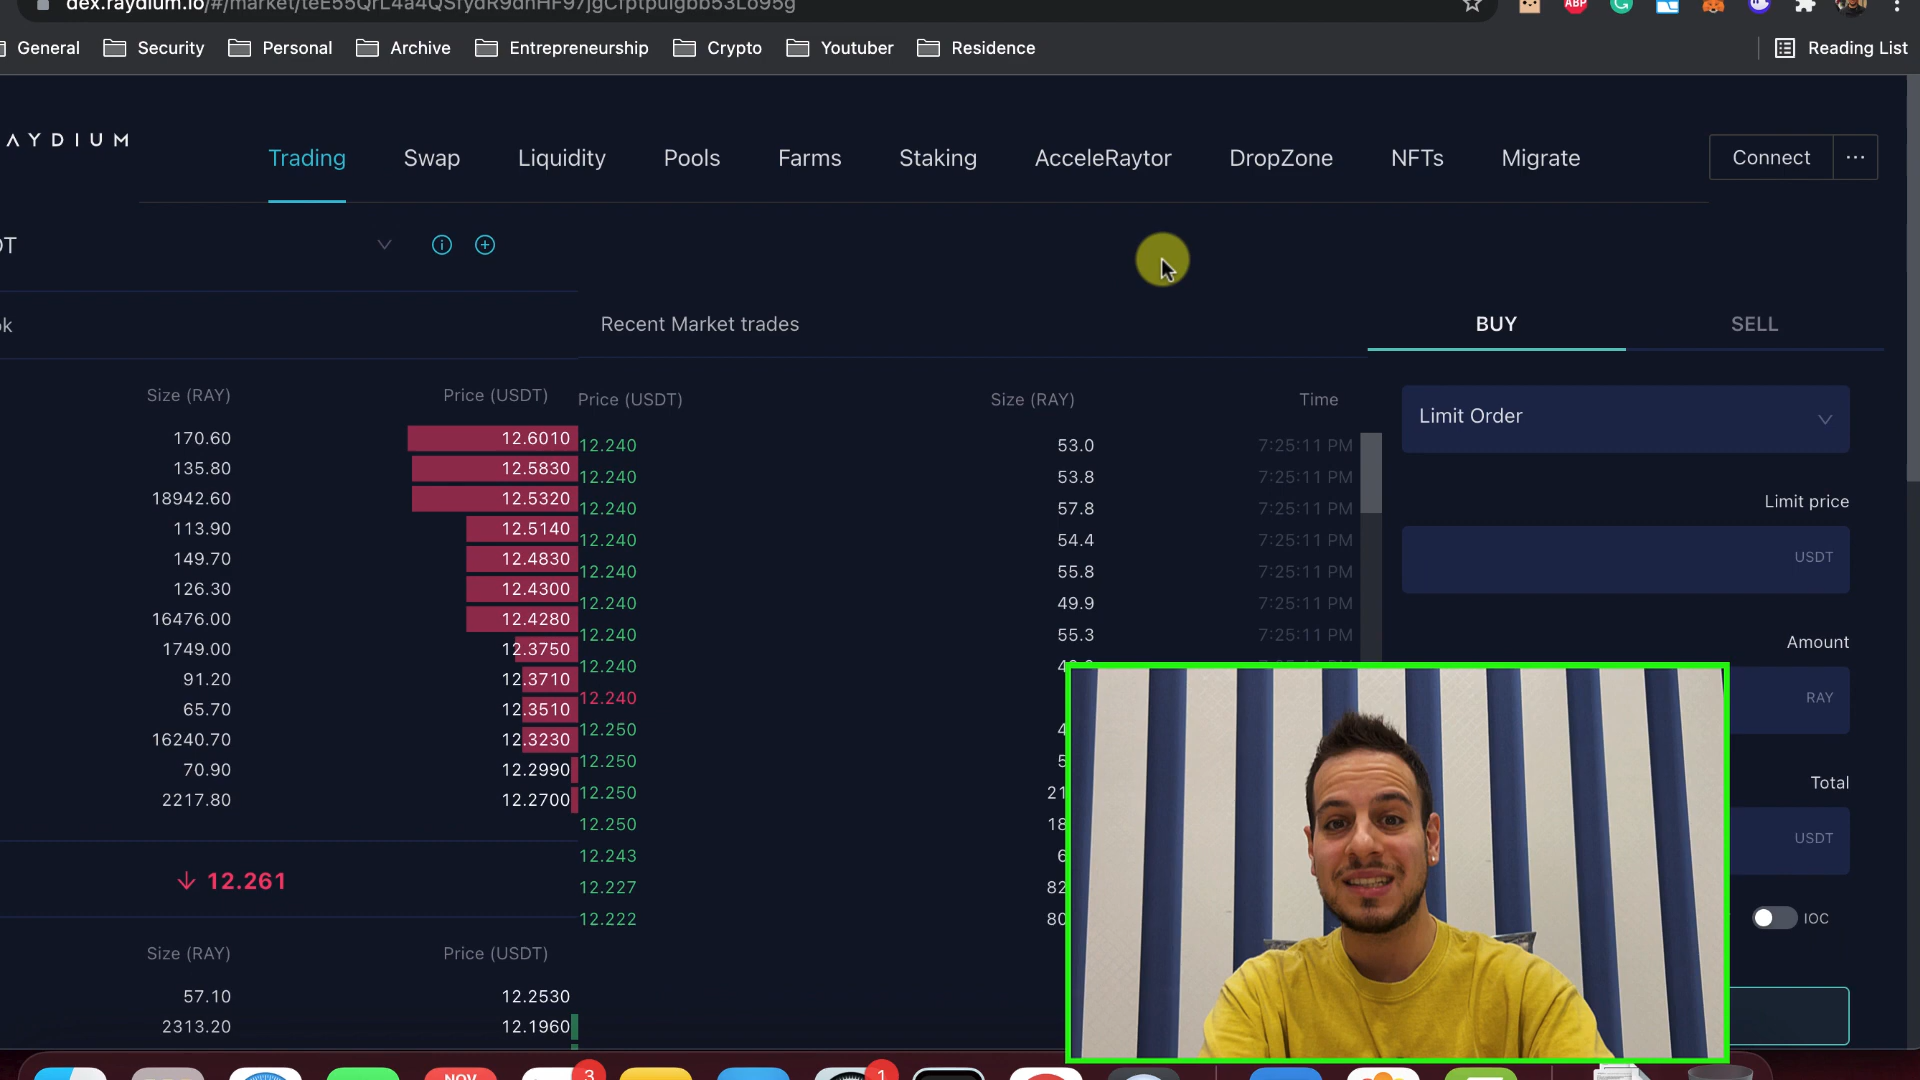 dex.raydium.io/#/market/teE55QrL4a4QSfydR9dnHF97jgCfptpuigbb53Lo95g
General Security Personal Archive Entrepreneurship Crypto Youtuber Residence Reading List
ABP
AYDIUM
Trading Swap Liquidity Pools Farms Staking AcceleRaytor DropZone NFTs Migrate Connect ...
Recent Market trades
BUY SELL
Size (RAY) Price (USDT)
170.60 12.6010
135.80 12.5830
18942.60 12.5320
113.90 12.5140
149.70 12.4830
126.30 12.4300
16476.00 12.4280
1749.00 12.3750
91.20 12.3710
65.70 12.3510
16240.70 12.3230
70.90 12.2990
2217.80 12.2700
↓ 12.261
Size (RAY) Price (USDT)
57.10 12.2530
2313.20 12.1960
Price (USDT) Size (RAY) Time
12.240 53.0 7:25:11 PM
12.240 53.8 7:25:11 PM
12.240 57.8 7:25:11 PM
12.240 54.4 7:25:11 PM
12.240 55.8 7:25:11 PM
12.240 49.9 7:25:11 PM
12.240 55.3 7:25:11 PM
12.240
12.240
12.250
12.250
12.250
12.250
12.243
12.227
12.222
Limit Order
Limit price
USDT
Amount
RAY
Total
USDT
IOC
NOV 3 1